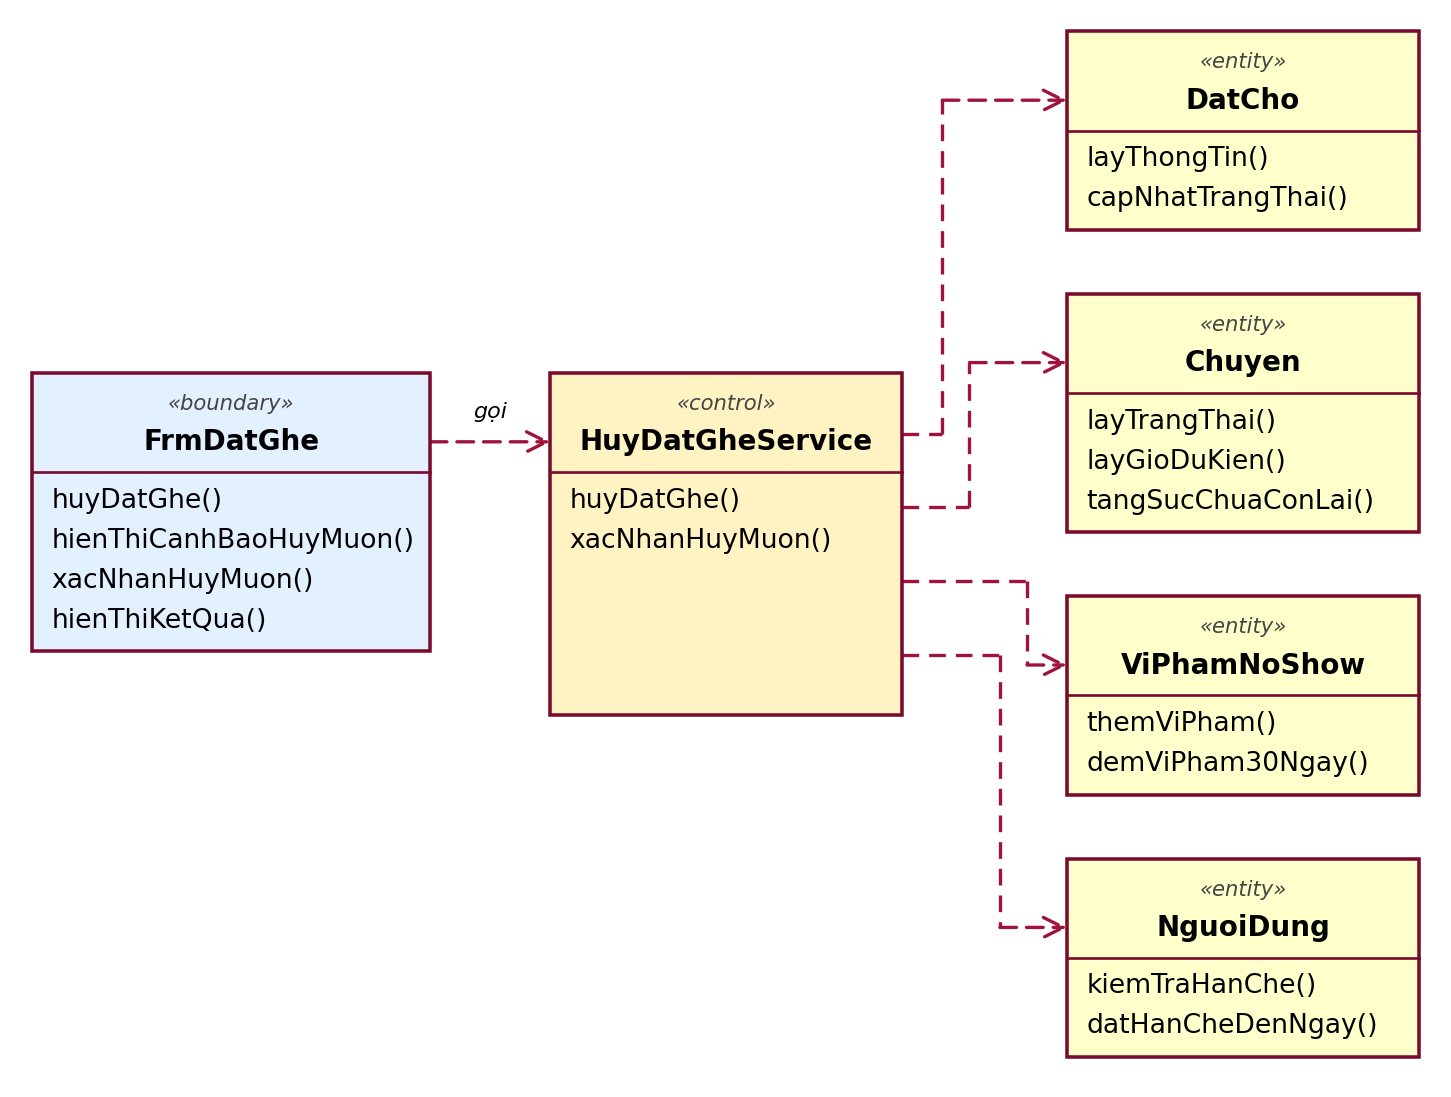 «boundary»
FrmDatGhe
huyDatGhe()
hienThiCanhBaoHuyMuon()
xacNhanHuyMuon()
hienThiKetQua()
gọi
«control»
HuyDatGheService
huyDatGhe()
xacNhanHuyMuon()
«entity»
DatCho
layThongTin()
capNhatTrangThai()
«entity»
Chuyen
layTrangThai()
layGioDuKien()
tangSucChuaConLai()
«entity»
ViPhamNoShow
themViPham()
demViPham30Ngay()
«entity»
NguoiDung
kiemTraHanChe()
datHanCheDenNgay()